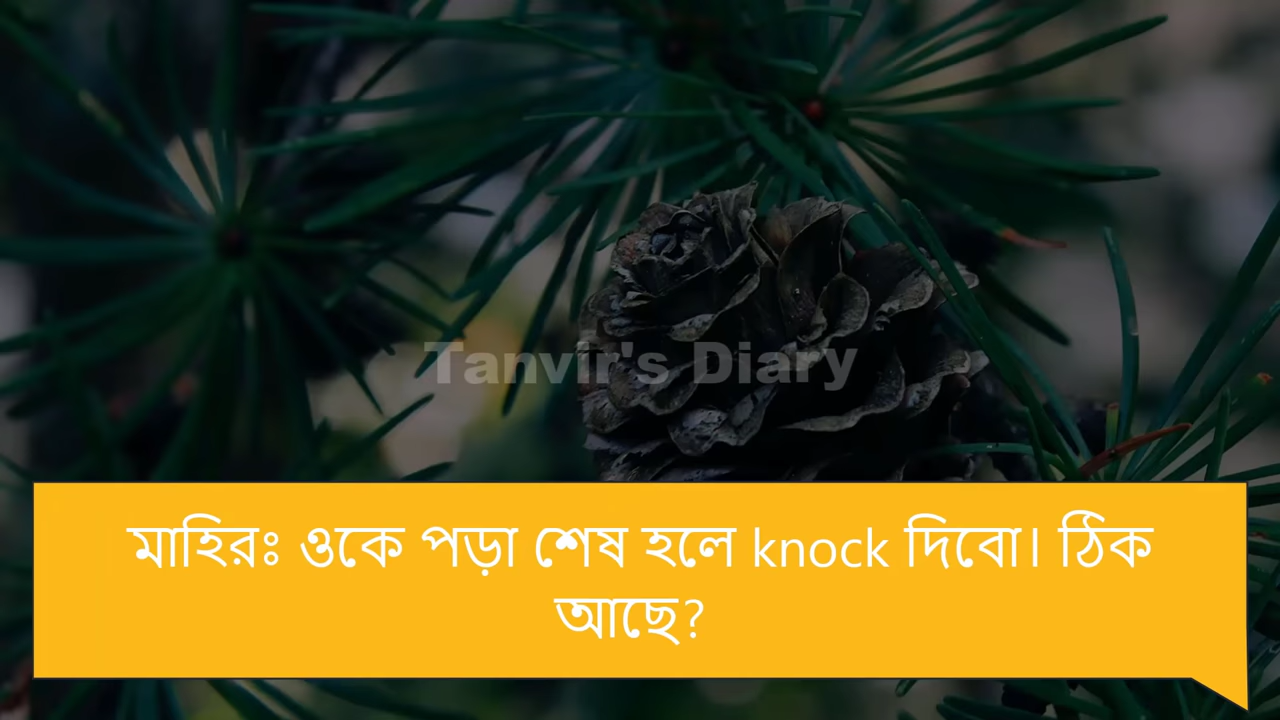 Tanvir's Diary
মাহিরঃ ওকে পড়া শেষ হলে knock দিবো। ঠিক
আছে?